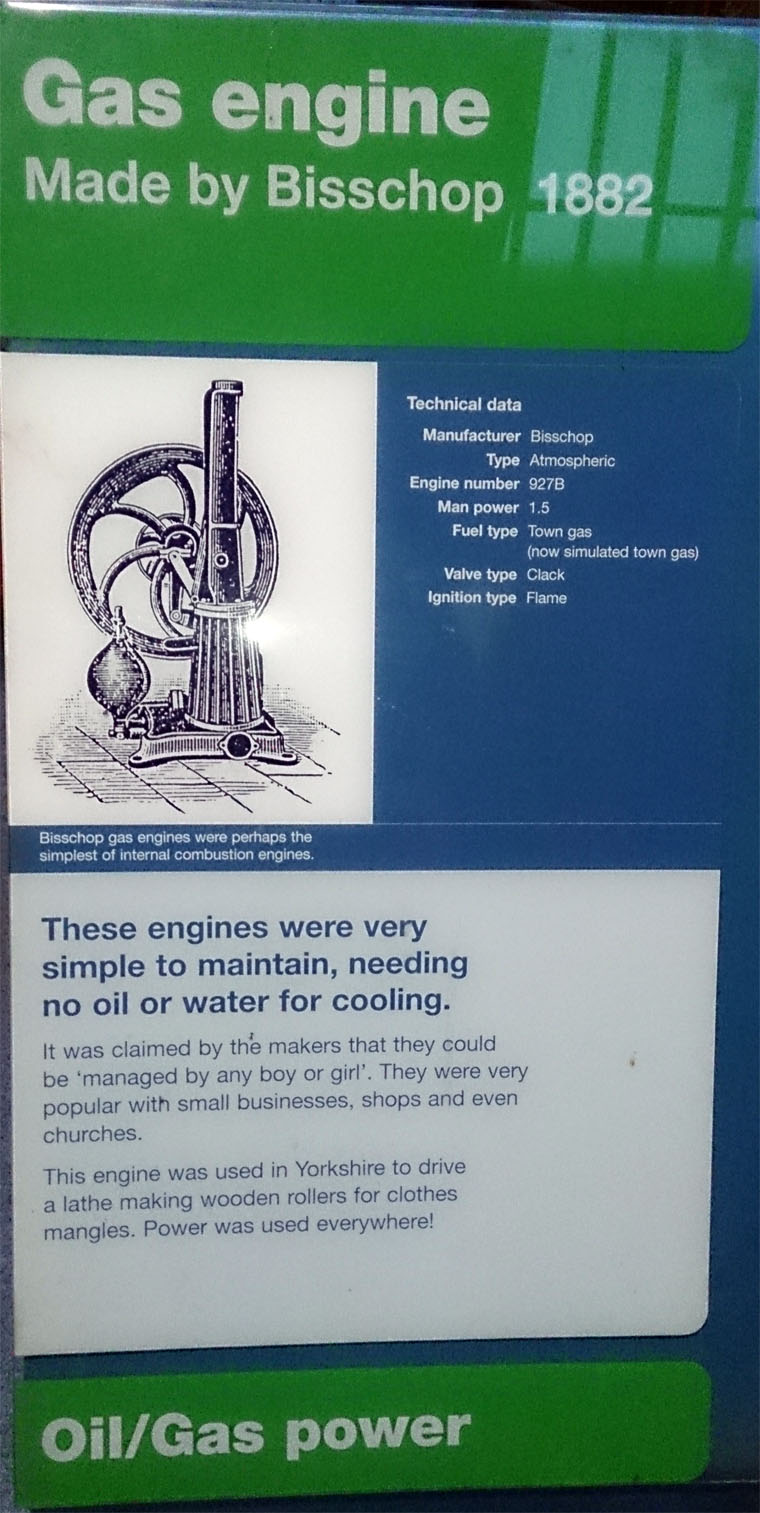 Gas engine
Made by Bisschop 1882
Technical data
Manufacturer Bisschop
Type Atmospheric
Engine number 927B
Man power 1.5
Fuel type Town gas
(now simulated town gas)
Valve type Clack
Ignition type Flame
Bisschop gas engines were perhaps the
simplest of internal combustion engines.
These engines were very
simple to maintain, needing
no oil or water for cooling.
It was claimed by the makers that they could
be ‘managed by any boy or girl’. They were very
popular with small businesses, shops and even
churches.
This engine was used in Yorkshire to drive
a lathe making wooden rollers for clothes
mangles. Power was used everywhere!
Oil/Gas power